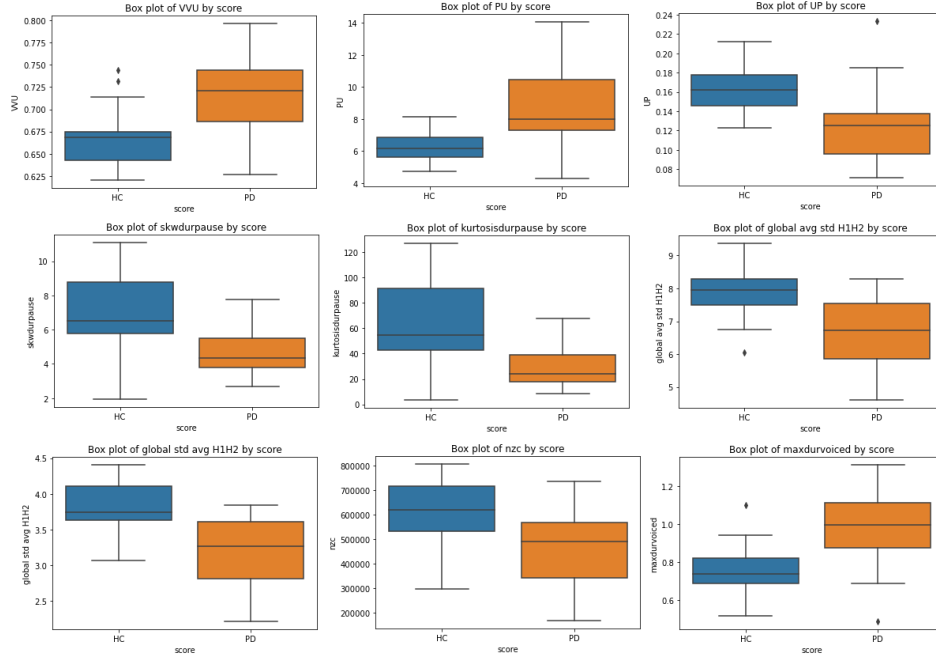 Box plot of VVU by score
0.800
0.775
0.750
0.725
0.700
0.675
0.650
0.625
VVU
HC
PD
score
Box plot of PU by score
14
12
10
8
6
4
PU
HC
PD
score
Box plot of UP by score
0.24
0.22
0.20
0.18
0.16
0.14
0.12
0.10
0.08
UP
HC
PD
score
Box plot of skwdurpause by score
10
8
6
4
2
skwdurpause
HC
PD
score
Box plot of kurtosisdurpause by score
120
100
80
60
40
20
0
kurtosisdurpause
HC
PD
score
Box plot of global avg std H1H2 by score
9
8
7
6
5
global avg std H1H2
HC
PD
score
Box plot of global std avg H1H2 by score
4.5
4.0
3.5
3.0
2.5
global std avg H1H2
HC
PD
score
Box plot of nzc by score
800000
700000
600000
500000
400000
300000
200000
nzc
HC
PD
score
Box plot of maxdurvoiced by score
1.2
1.0
0.8
0.6
maxdurvoiced
HC
PD
score